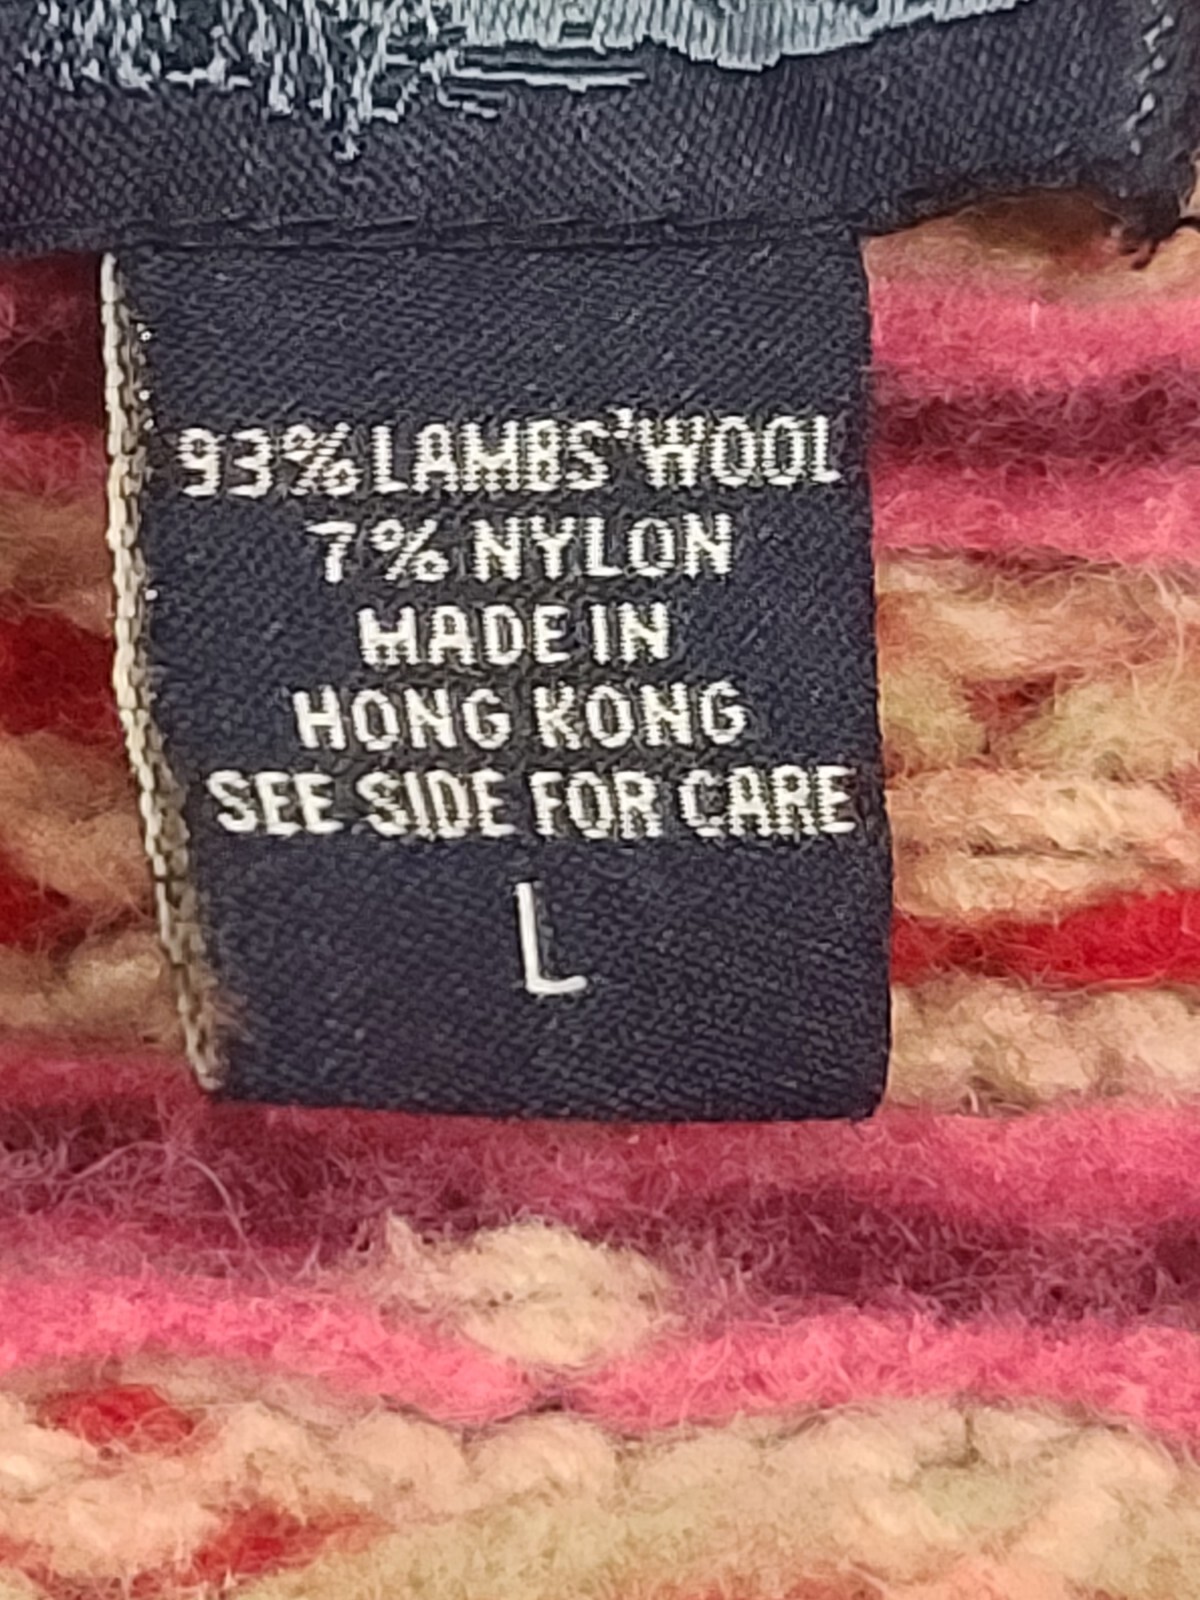 93% LAMBS' WOOL
7% NYLON
MADE IN
HONG KONG
SEE SIDE FOR CARE
L